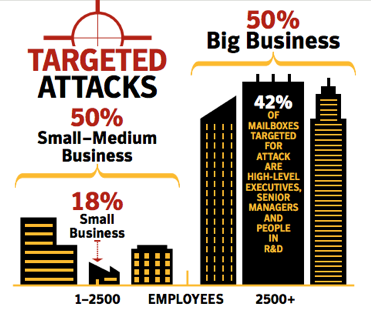 TARGETED
ATTACKS
50%
Small–Medium
Business
18%
Small
Business
50%
Big Business
42%
OF
MAILBOXES
TARGETED
FOR
ATTACK
ARE
HIGH-LEVEL
EXECUTIVES,
SENIOR
MANAGERS
AND
PEOPLE
IN
R&D
1–2500 EMPLOYEES 2500+